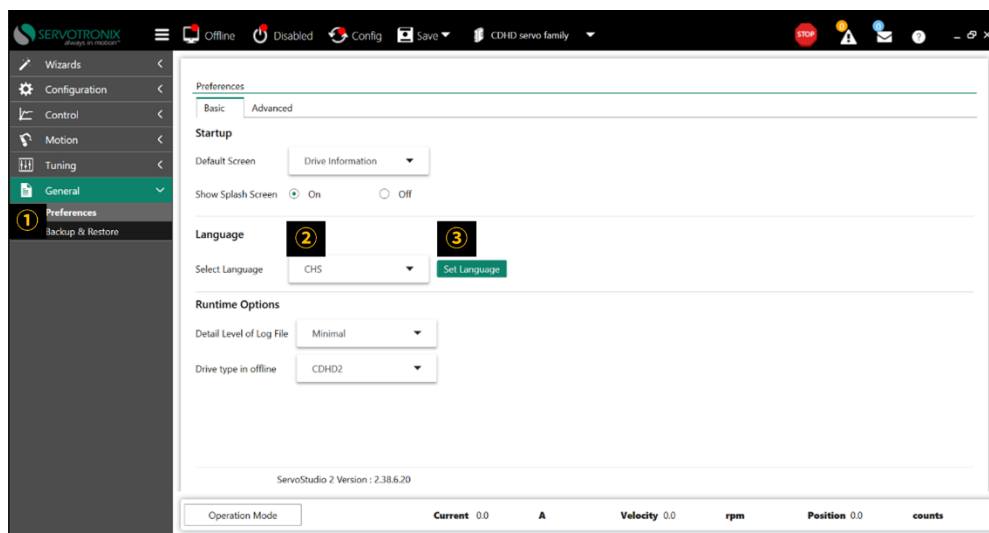 SERVOTRONIX
always in motion™
Offline
Disabled
Config
Save
CDHD servo family
STOP
0
0
?
Wizards
Configuration
Control
Motion
Tuning
General
Preferences
Backup & Restore
①
Preferences
Basic Advanced
Startup
Default Screen Drive Information
Show Splash Screen On Off
Language
②
③
Select Language CHS Set Language
Runtime Options
Detail Level of Log File Minimal
Drive type in offline CDHD2
ServoStudio 2 Version : 2.38.6.20
Operation Mode Current 0.0 A Velocity 0.0 rpm Position 0.0 counts